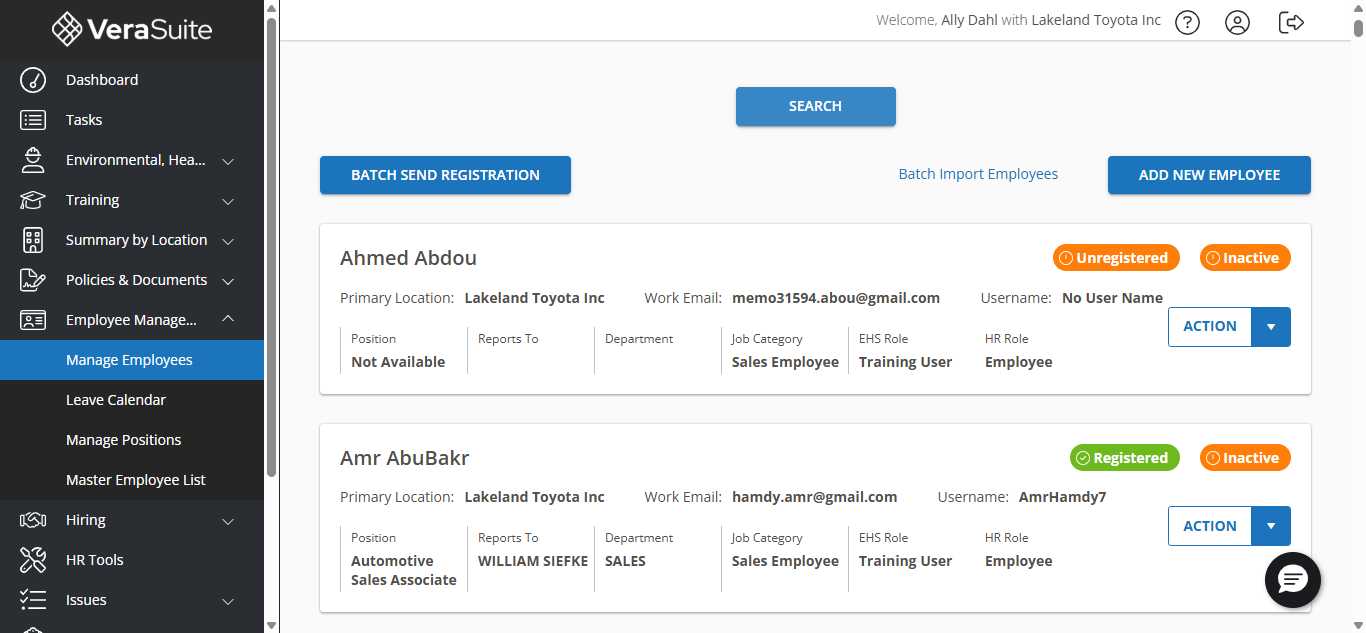 VeraSuite
Dashboard
Tasks
Environmental, Hea...
Training
Summary by Location
Policies & Documents
Employee Manage...
Manage Employees
Leave Calendar
Manage Positions
Master Employee List
Hiring
HR Tools
Issues
Welcome, Ally Dahl with Lakeland Toyota Inc ?
SEARCH
BATCH SEND REGISTRATION Batch Import Employees ADD NEW EMPLOYEE
Ahmed Abdou Unregistered Inactive
Primary Location: Lakeland Toyota Inc Work Email: memo31594.abou@gmail.com Username: No User Name
ACTION
Position Reports To Department Job Category EHS Role HR Role
Not Available Sales Employee Training User Employee
Amr AbuBakr Registered Inactive
Primary Location: Lakeland Toyota Inc Work Email: hamdy.amr@gmail.com Username: AmrHamdy7
ACTION
Position Reports To Department Job Category EHS Role HR Role
Automotive WILLIAM SIEFKE SALES Sales Employee Training User Employee
Sales Associate